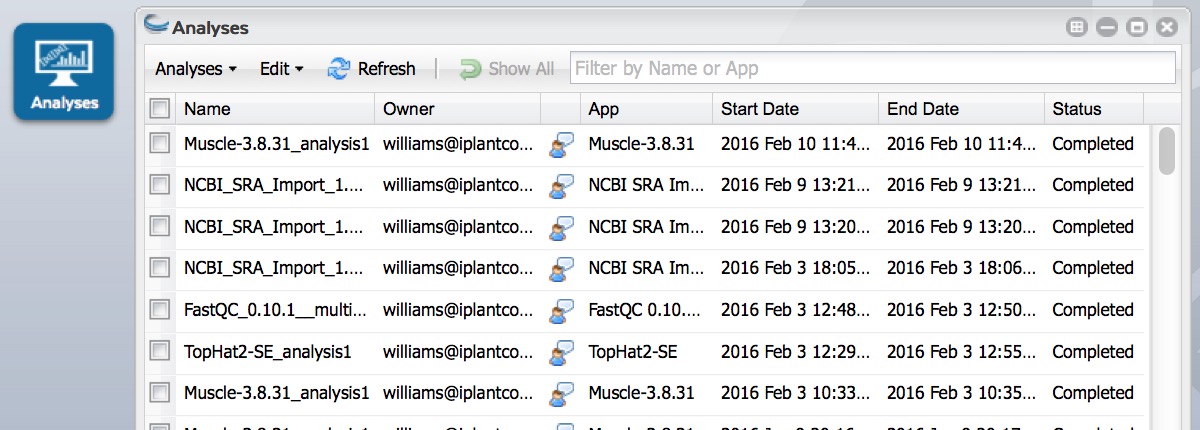 Analyses
Analyses
Analyses Edit Refresh Show All Filter by Name or App
Name Owner App Start Date End Date Status
Muscle-3.8.31_analysis1 williams@iplantco... Muscle-3.8.31 2016 Feb 10 11:4... 2016 Feb 10 11:4... Completed
NCBI_SRA_Import_1.... williams@iplantco... NCBI SRA Im... 2016 Feb 9 13:21... 2016 Feb 9 13:21... Completed
NCBI_SRA_Import_1.... williams@iplantco... NCBI SRA Im... 2016 Feb 9 13:20... 2016 Feb 9 13:20... Completed
NCBI_SRA_Import_1.... williams@iplantco... NCBI SRA Im... 2016 Feb 3 18:05... 2016 Feb 3 18:06... Completed
FastQC_0.10.1__multi... williams@iplantco... FastQC 0.10.... 2016 Feb 3 12:48... 2016 Feb 3 12:50... Completed
TopHat2-SE_analysis1 williams@iplantco... TopHat2-SE 2016 Feb 3 12:29... 2016 Feb 3 12:55... Completed
Muscle-3.8.31_analysis1 williams@iplantco... Muscle-3.8.31 2016 Feb 3 10:33... 2016 Feb 3 10:35... Completed